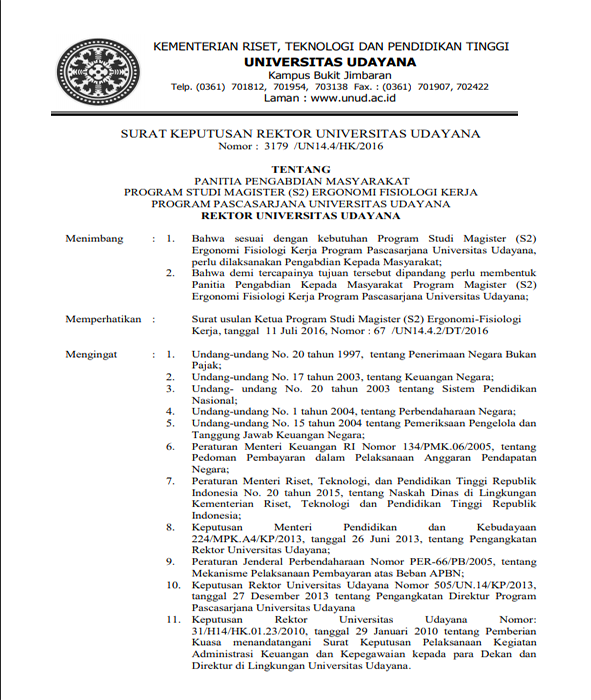 KEMENTERIAN RISET, TEKNOLOGI DAN PENDIDIKAN TINGGI
UNIVERSITAS UDAYANA
Kampus Bukit Jimbaran
Telp. (0361) 701812, 701954, 703138 Fax. : (0361) 701907, 702422
Laman : www.unud.ac.id
SURAT KEPUTUSAN REKTOR UNIVERSITAS UDAYANA
Nomor : 3179 /UN14.4/HK/2016
TENTANG
PANITIA PENGABDIAN MASYARAKAT
PROGRAM STUDI MAGISTER (S2) ERGONOMI FISIOLOGI KERJA
PROGRAM PASCASARJANA UNIVERSITAS UDAYANA
REKTOR UNIVERSITAS UDAYANA
Menimbang : 1. Bahwa sesuai dengan kebutuhan Program Studi Magister (S2)
Ergonomi Fisiologi Kerja Program Pascasarjana Universitas Udayana,
perlu dilaksanakan Pengabdian Kepada Masyarakat;
2. Bahwa demi tercapainya tujuan tersebut dipandang perlu membentuk
Panitia Pengabdian Kepada Masyarakat Program Magister (S2)
Ergonomi Fisiologi Kerja Program Pascasarjana Universitas Udayana;
Memperhatikan : Surat usulan Ketua Program Studi Magister (S2) Ergonomi-Fisiologi
Kerja, tanggal 11 Juli 2016, Nomor : 67 /UN14.4.2/DT/2016
Mengingat : 1. Undang-undang No. 20 tahun 1997, tentang Penerimaan Negara Bukan
Pajak;
2. Undang-undang No. 17 tahun 2003, tentang Keuangan Negara;
3. Undang- undang No. 20 tahun 2003 tentang Sistem Pendidikan
Nasional;
4. Undang-undang No. 1 tahun 2004, tentang Perbendaharaan Negara;
5. Undang-undang No. 15 tahun 2004 tentang Pemeriksaan Pengelola dan
Tanggung Jawab Keuangan Negara;
6. Peraturan Menteri Keuangan RI Nomor 134/PMK.06/2005, tentang
Pedoman Pembayaran dalam Pelaksanaan Anggaran Pendapatan
Negara;
7. Peraturan Menteri Riset, Teknologi, dan Pendidikan Tinggi Republik
Indonesia No. 20 tahun 2015, tentang Naskah Dinas di Lingkungan
Kementerian Riset, Teknologi dan Pendidikan Tinggi Republik
Indonesia;
8. Keputusan Menteri Pendidikan dan Kebudayaan
224/MPK.A4/KP/2013, tanggal 26 Juni 2013, tentang Pengangkatan
Rektor Universitas Udayana;
9. Peraturan Jenderal Perbendaharaan Nomor PER-66/PB/2005, tentang
Mekanisme Pelaksanaan Pembayaran atas Beban APBN;
10. Keputusan Rektor Universitas Udayana Nomor 505/UN.14/KP/2013,
tanggal 27 Desember 2013 tentang Pengangkatan Direktur Program
Pascasarjana Universitas Udayana
11. Keputusan Rektor Universitas Udayana Nomor:
31/H14/HK.01.23/2010, tanggal 29 Januari 2010 tentang Pemberian
Kuasa menandatangani Surat Keputusan Pelaksanaan Kegiatan
Administrasi Keuangan dan Kepegawaian kepada para Dekan dan
Direktur di Lingkungan Universitas Udayana.